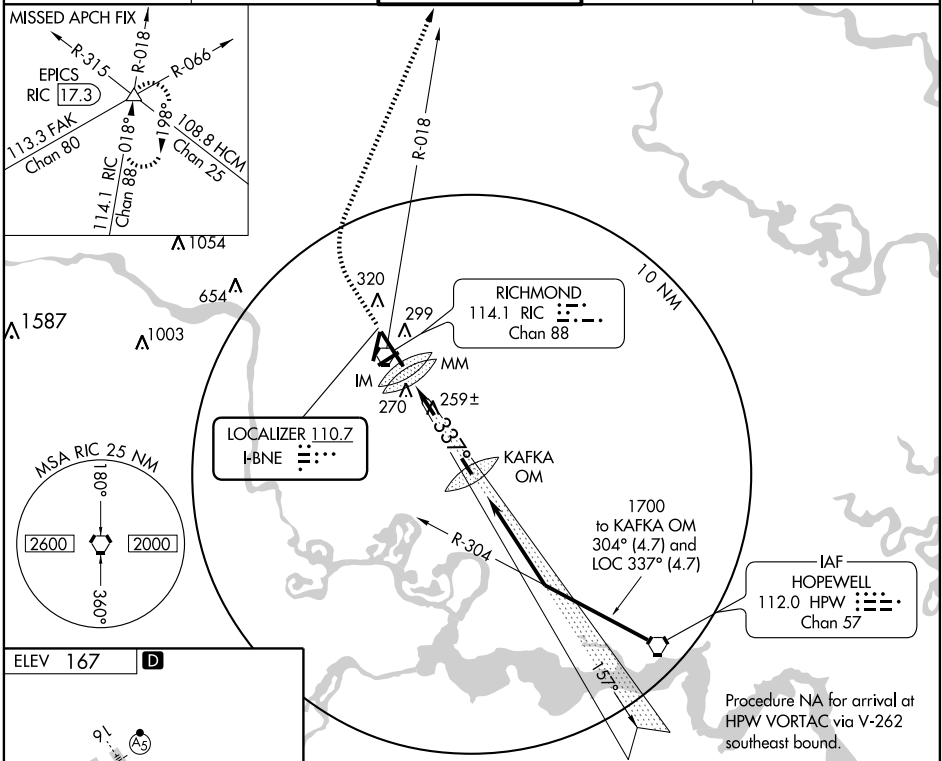 MISSED APCH FIX
R-315
R-018
R-066
EPICS
RIC 17.3
113.3 FAK
Chan 80
018°
198°
108.8 HCM
Chan 25
114.1 RIC
Chan 88
R-018
10 NM
1054
654
1587
1003
320
299
RICHMOND
114.1 RIC
Chan 88
MM
IM
270
259±
LOCALIZER 110.7
I-BNE
337°
KAFKA
OM
MSA RIC 25 NM
180°
2600
2000
360°
R-304
1700
to KAFKA OM
304° (4.7) and
LOC 337° (4.7)
IAF
HOPEWELL
112.0 HPW
Chan 57
157°
ELEV 167 D
16
A5
Procedure NA for arrival at
HPW VORTAC via V-262
southeast bound.